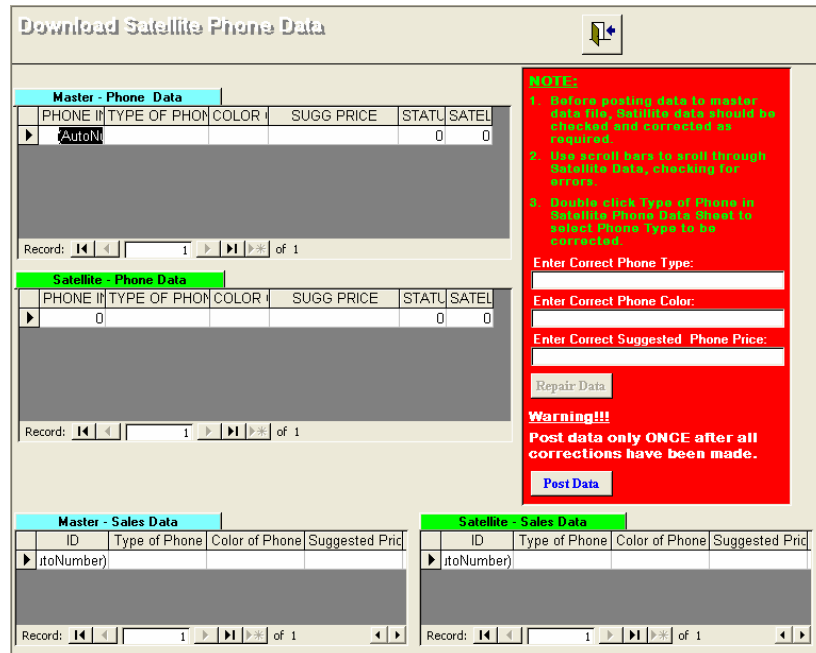 Download Satellite Phone Data
Master - Phone  Data
PHONE IN TYPE OF PHON COLOR SUGG PRICE STATU SATEL
(AutoNu 0 0
Record: 1 of 1
Satellite - Phone Data
PHONE IN TYPE OF PHON COLOR SUGG PRICE STATU SATEL
0 0 0
Record: 1 of 1
NOTE:
1. Before posting data to master
data file, Satillite data should be
checked and corrected as
required.
2. Use scroll bars to sroll through
Satellite Data, checking for
errors.
3. Double click Type of Phone in
Satellite Phone Data Sheet to
select Phone Type to be
corrected.
Enter Correct Phone Type:
Enter Correct Phone Color:
Enter Correct Suggested  Phone Price:
Repair Data
Warning!!!
Post data only ONCE after all
corrections have been made.
Post Data
Master - Sales Data
ID Type of Phone Color of Phone Suggested Pric
utoNumber)
Record: 1 of 1
Satellite - Sales Data
ID Type of Phone Color of Phone Suggested Pric
utoNumber)
Record: 1 of 1